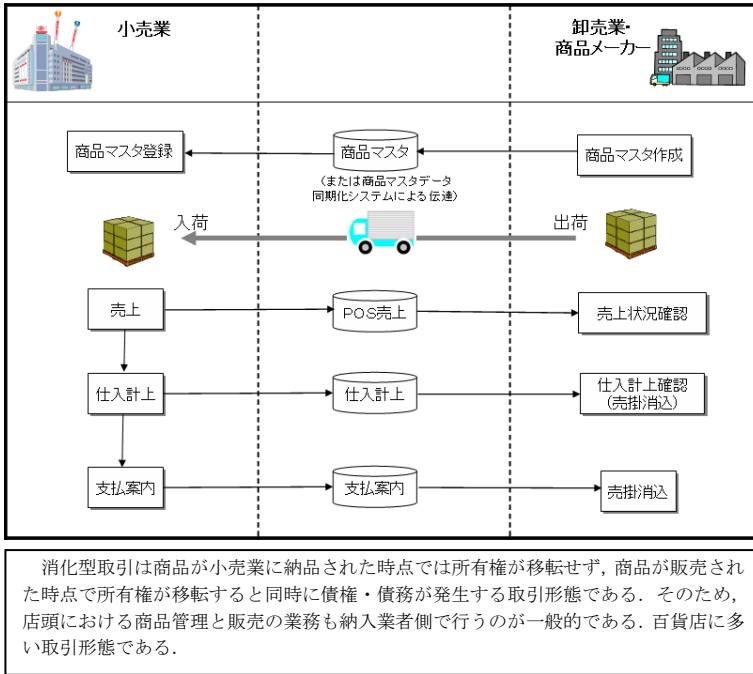 小売業
卸売業・
商品メーカー
商品マスタ登録
商品マスタ
商品マスタ作成
(または商品マスタデータ
同期化システムによる伝達)
入荷
出荷
売上
POS売上
売上状況確認
仕入計上
仕入計上
仕入計上確認
(売掛消込)
支払案内
支払案内
売掛消込
消化型取引は商品が小売業に納品された時点では所有権が移転せず, 商品が販売され
た時点で所有権が移転すると同時に債権・債務が発生する取引形態である. そのため,
店頭における商品管理と販売の業務も納入業者側で行うのが一般的である. 百貨店に多
い取引形態である.